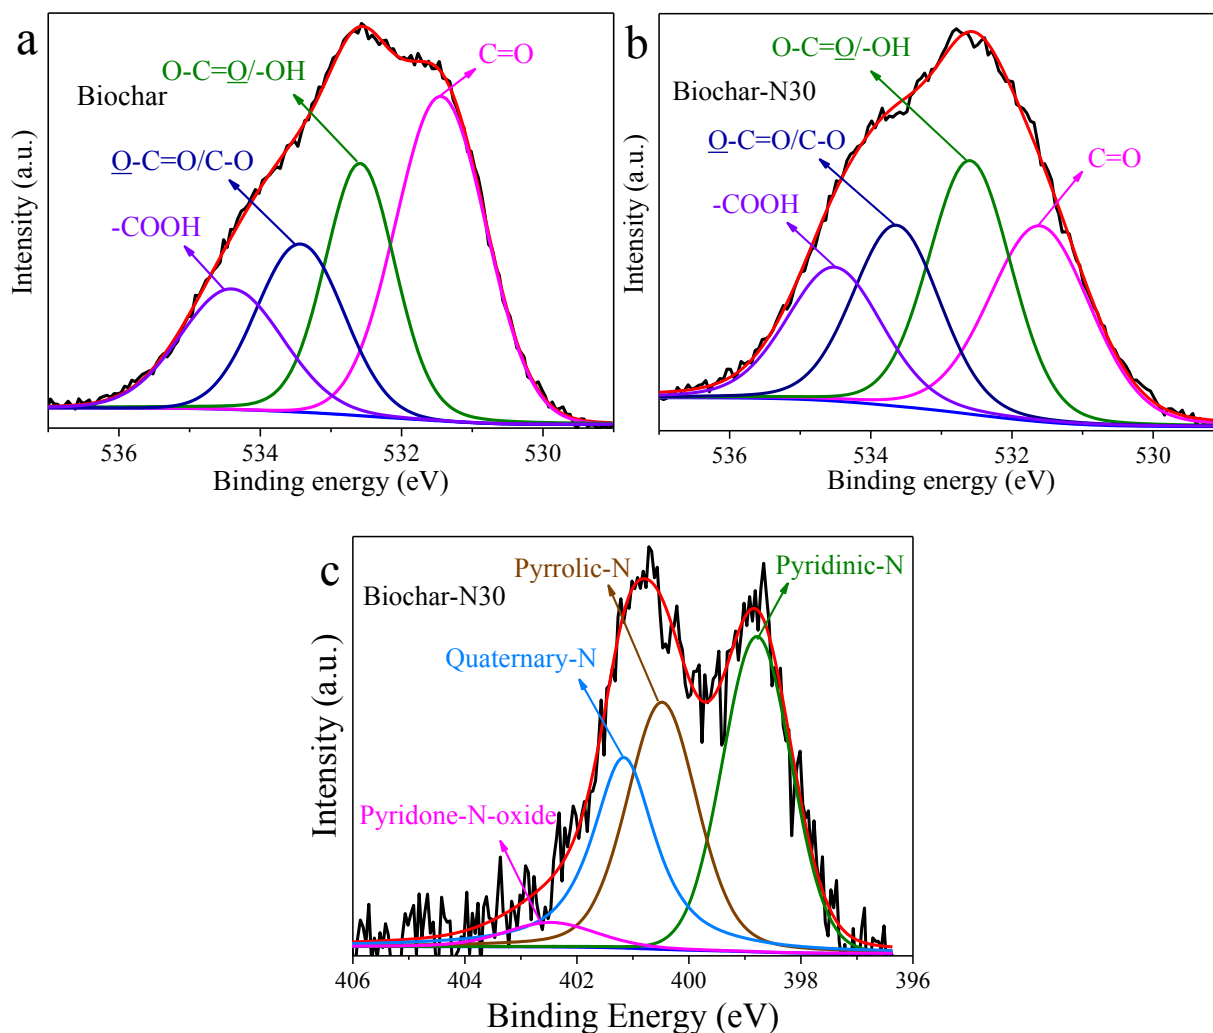 a
Biochar
O-C=O/-OH
C=O
O-C=O/C-O
-COOH
Intensity (a.u.)
536
534
532
530
Binding energy (eV)
b
Biochar-N30
O-C=O/-OH
O-C=O/C-O
C=O
-COOH
Intensity (a.u.)
536
534
532
530
Binding energy (eV)
c
Biochar-N30
Pyrrolic-N
Pyridinic-N
Quaternary-N
Pyridone-N-oxide
Intensity (a.u.)
406
404
402
400
398
396
Binding Energy (eV)